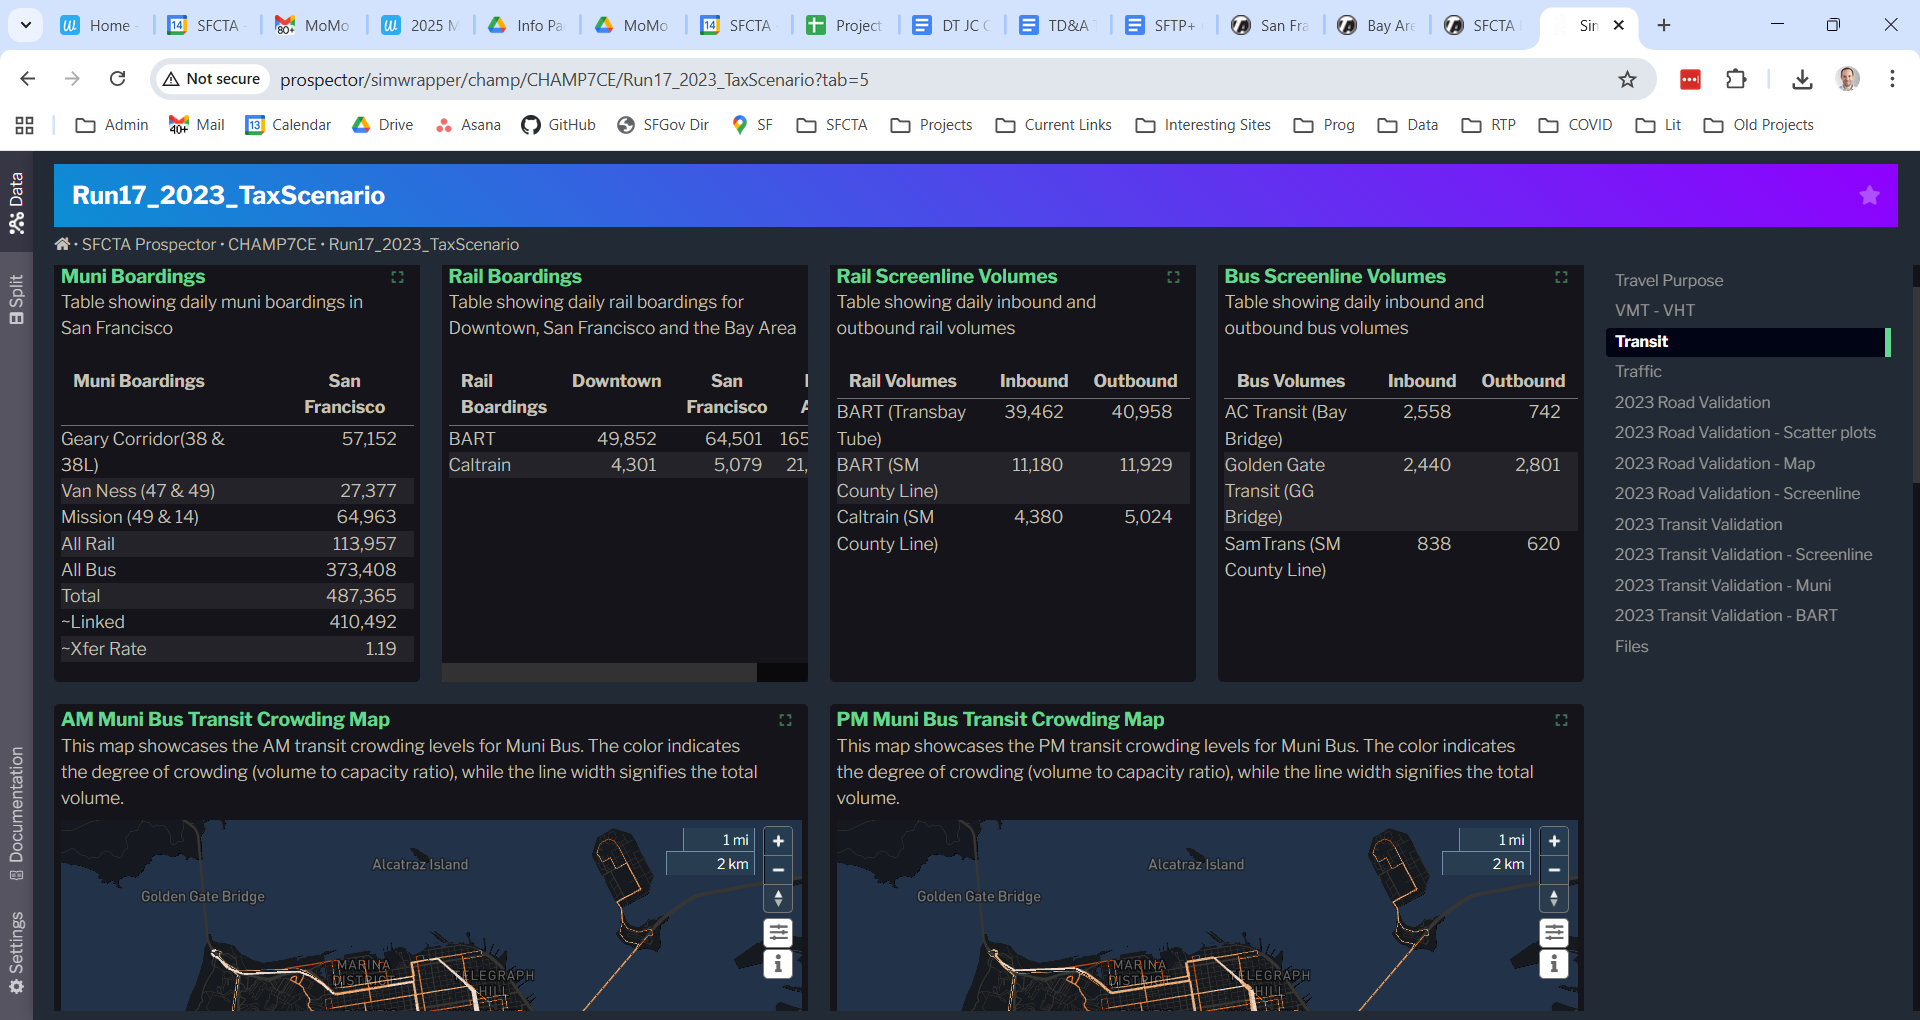 Home
SFCTA
MoMo
2025 M
Info Pa
MoMo
SFCTA
Project
DT JC C
TD&A T
SFTP+
San Fra
Bay Are
SFCTA
Sin
Not secure
prospector/simwrapper/champ/CHAMP7CE/Run17_2023_TaxScenario?tab=5
Admin
Mail
Calendar
Drive
Asana
GitHub
SFGov Dir
SF
SFCTA
Projects
Current Links
Interesting Sites
Prog
Data
RTP
COVID
Lit
Old Projects
Data
Split
Documentation
Settings
Run17_2023_TaxScenario
· SFCTA Prospector · CHAMP7CE · Run17_2023_TaxScenario
Muni Boardings
Table showing daily muni boardings in
San Francisco
Muni Boardings San
Francisco
Geary Corridor(38 & 57,152
38L)
Van Ness (47 & 49) 27,377
Mission (49 & 14) 64,963
All Rail 113,957
All Bus 373,408
Total 487,365
~Linked 410,492
~Xfer Rate 1.19
Rail Boardings
Table showing daily rail boardings for
Downtown, San Francisco and the Bay Area
Rail Downtown San
Boardings Francisco
BART 49,852 64,501 165
Caltrain 4,301 5,079 21,
Rail Screenline Volumes
Table showing daily inbound and
outbound rail volumes
Rail Volumes Inbound Outbound
BART (Transbay 39,462 40,958
Tube)
BART (SM 11,180 11,929
County Line)
Caltrain (SM 4,380 5,024
County Line)
Bus Screenline Volumes
Table showing daily inbound and
outbound bus volumes
Bus Volumes Inbound Outbound
AC Transit (Bay 2,558 742
Bridge)
Golden Gate 2,440 2,801
Transit (GG
Bridge)
SamTrans (SM 838 620
County Line)
Travel Purpose
VMT - VHT
Transit
Traffic
2023 Road Validation
2023 Road Validation - Scatter plots
2023 Road Validation - Map
2023 Road Validation - Screenline
2023 Transit Validation
2023 Transit Validation - Screenline
2023 Transit Validation - Muni
2023 Transit Validation - BART
Files
AM Muni Bus Transit Crowding Map
This map showcases the AM transit crowding levels for Muni Bus. The color indicates
the degree of crowding (volume to capacity ratio), while the line width signifies the total
volume.
1 mi
2 km
Alcatraz Island
Golden Gate Bridge
MARINA
DISTRICT
TELEGRAPH
HILL
PM Muni Bus Transit Crowding Map
This map showcases the PM transit crowding levels for Muni Bus. The color indicates
the degree of crowding (volume to capacity ratio), while the line width signifies the total
volume.
1 mi
2 km
Alcatraz Island
Golden Gate Bridge
MARINA
DISTRICT
TELEGRAPH
HILL